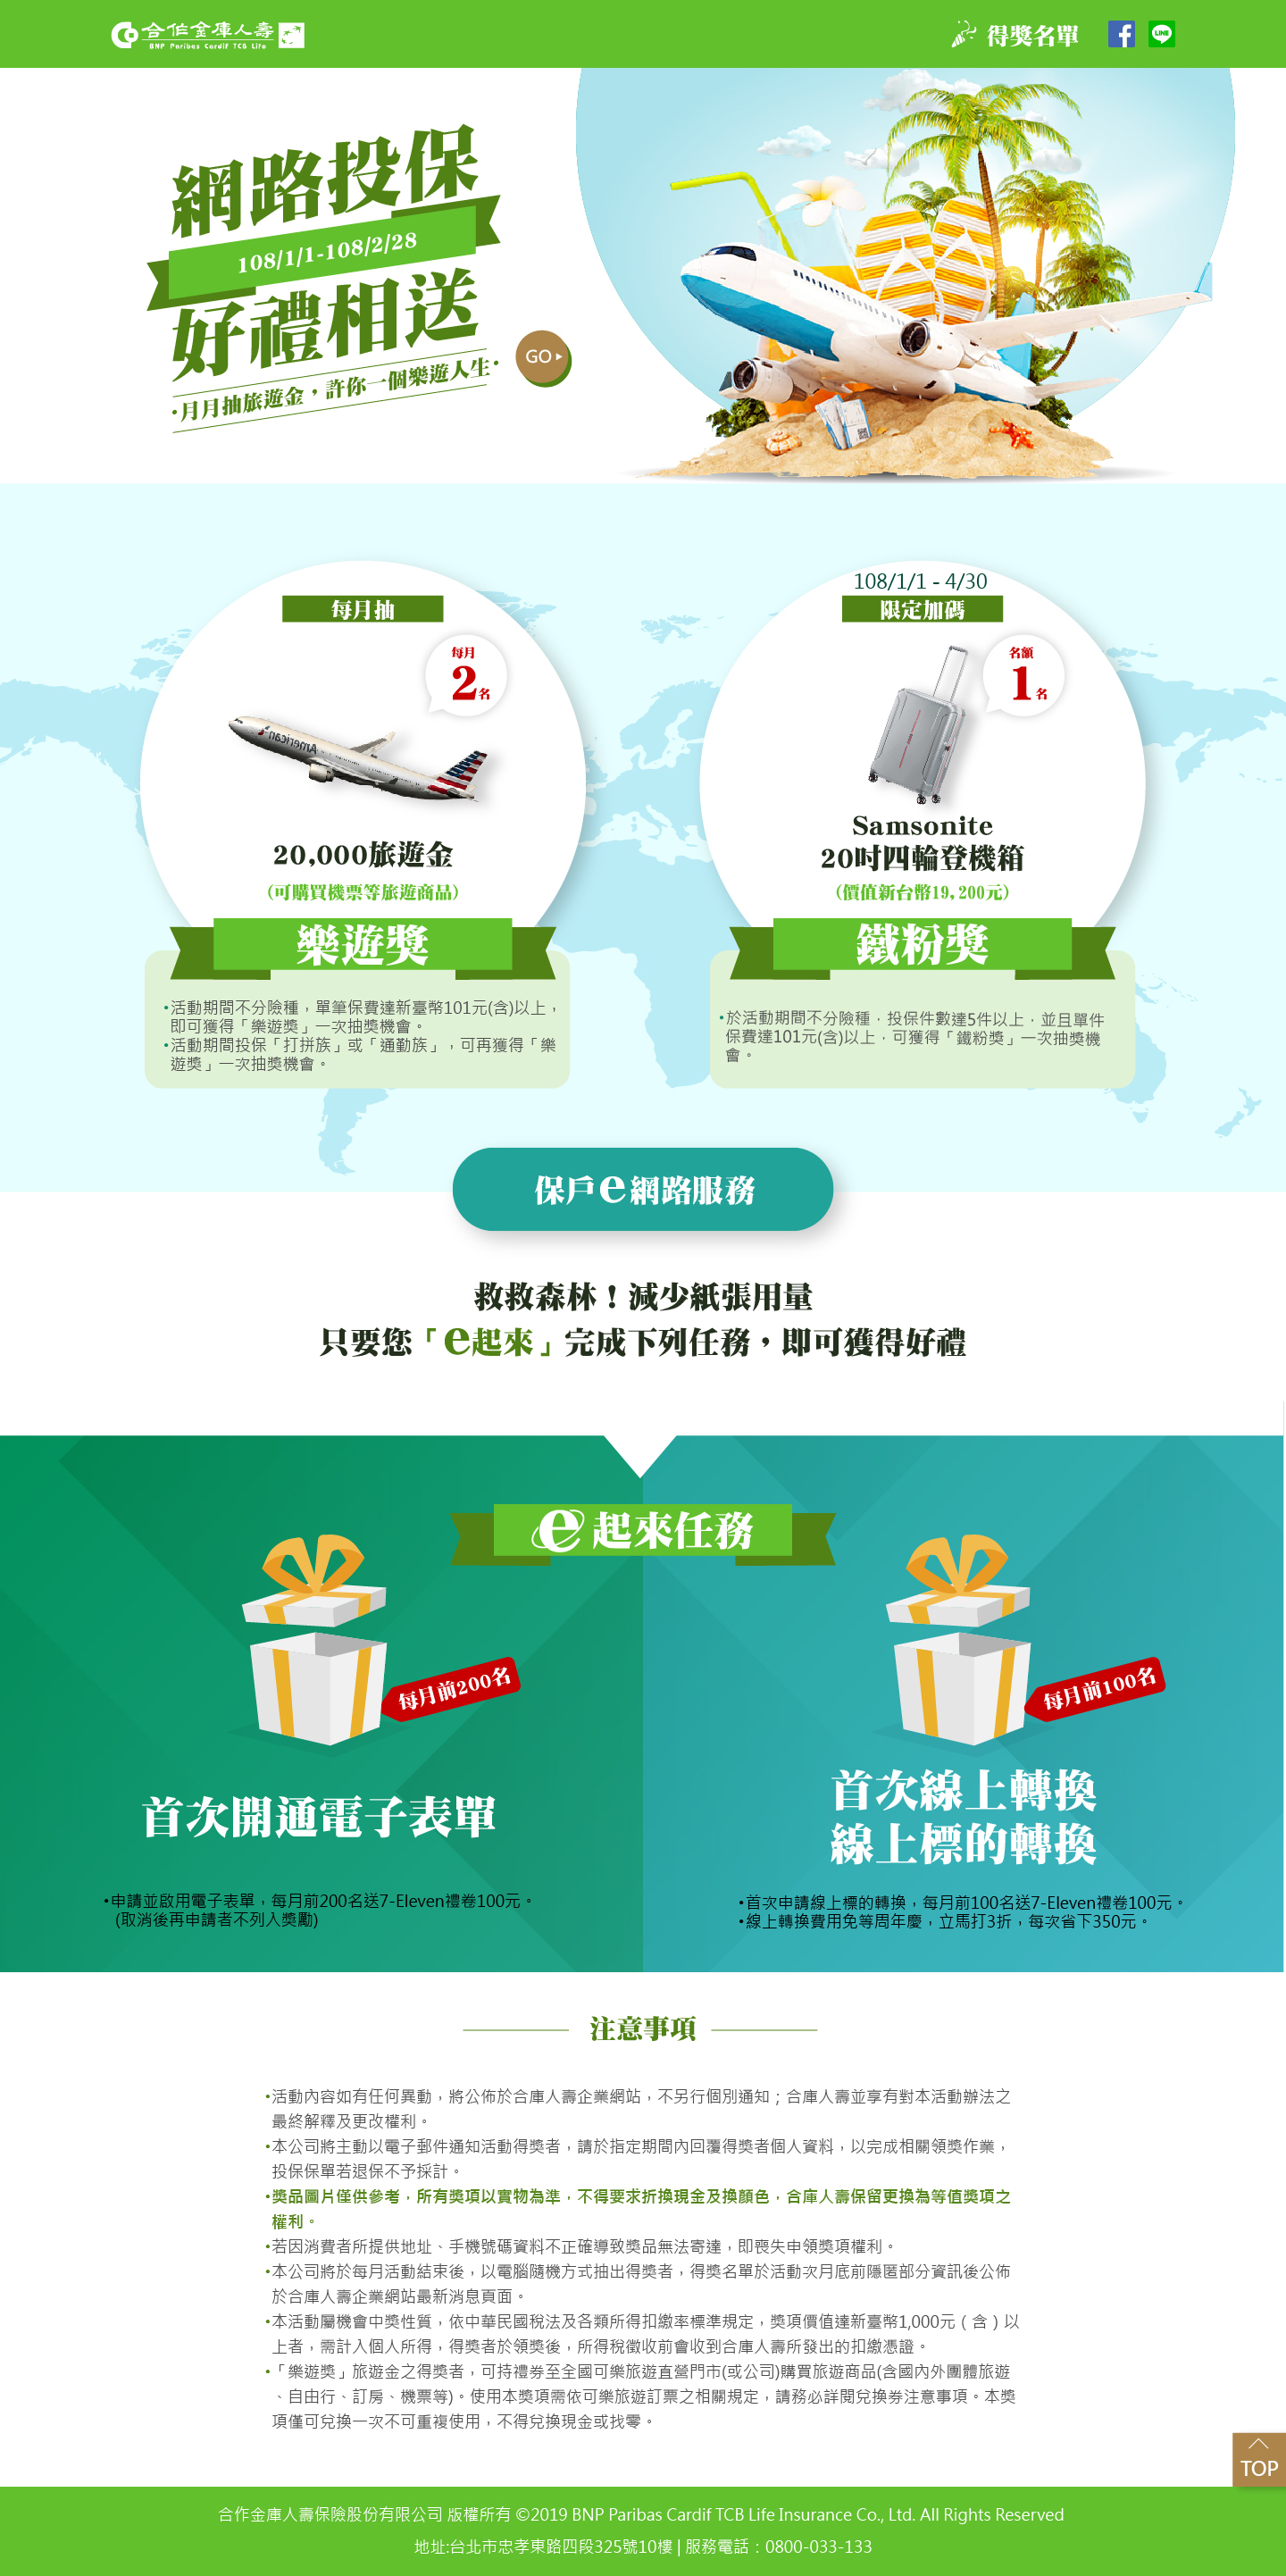 合作金庫人壽
BNP Paribas Cardif TCB Life
得獎名單
LINE
網路投保
108/1/1-108/2/28
好禮相送
•月月抽旅遊金，許你一個樂遊人生•
GO
每月抽
每月
2名
American
20,000旅遊金
（可購買機票等旅遊商品）
樂遊獎
•活動期間不分險種，單筆保費達新臺幣101元(含)以上，
即可獲得「樂遊獎」一次抽獎機會。
•活動期間投保「打拼族」或「通勤族」，可再獲得「樂
遊獎」一次抽獎機會。
108/1/1 - 4/30
限定加碼
名額
1名
Samsonite
20吋四輪登機箱
（價值新台幣19,200元）
鐵粉獎
•於活動期間不分險種，投保件數達5件以上，並且單件
保費達101元(含)以上，可獲得「鐵粉獎」一次抽獎機
會。
保戶e網路服務
救救森林！減少紙張用量
只要您「e起來」完成下列任務，即可獲得好禮
e起來任務
每月前200名
首次開通電子表單
•申請並啟用電子表單，每月前200名送7-Eleven禮卷100元。
(取消後再申請者不列入獎勵)
每月前100名
首次線上轉換
線上標的轉換
•首次申請線上標的轉換，每月前100名送7-Eleven禮卷100元。
•線上轉換費用免等周年慶，立馬打3折，每次省下350元。
注意事項
•活動內容如有任何異動，將公佈於合庫人壽企業網站，不另行個別通知；合庫人壽並享有對本活動辦法之
最終解釋及更改權利。
•本公司將主動以電子郵件通知活動得獎者，請於指定期間內回覆得獎者個人資料，以完成相關領獎作業，
投保保單若退保不予採計。
•獎品圖片僅供參考，所有獎項以實物為準，不得要求折換現金及換顏色，合庫人壽保留更換為等值獎項之
權利。
•若因消費者所提供地址、手機號碼資料不正確導致獎品無法寄達，即喪失申領獎項權利。
•本公司將於每月活動結束後，以電腦隨機方式抽出得獎者，得獎名單於活動次月底前隱匿部分資訊後公佈
於合庫人壽企業網站最新消息頁面。
•本活動屬機會中獎性質，依中華民國稅法及各類所得扣繳率標準規定，獎項價值達新臺幣1,000元（含）以
上者，需計入個人所得，得獎者於領獎後，所得稅徵收前會收到合庫人壽所發出的扣繳憑證。
•「樂遊獎」旅遊金之得獎者，可持禮券至全國可樂旅遊直營門市(或公司)購買旅遊商品(含國內外團體旅遊
、自由行、訂房、機票等)。使用本獎項需依可樂旅遊訂票之相關規定，請務必詳閱兌換券注意事項。本獎
項僅可兌換一次不可重複使用，不得兌換現金或找零。
TOP
合作金庫人壽保險股份有限公司 版權所有 ©2019 BNP Paribas Cardif TCB Life Insurance Co., Ltd. All Rights Reserved
地址:台北市忠孝東路四段325號10樓 | 服務電話：0800-033-133